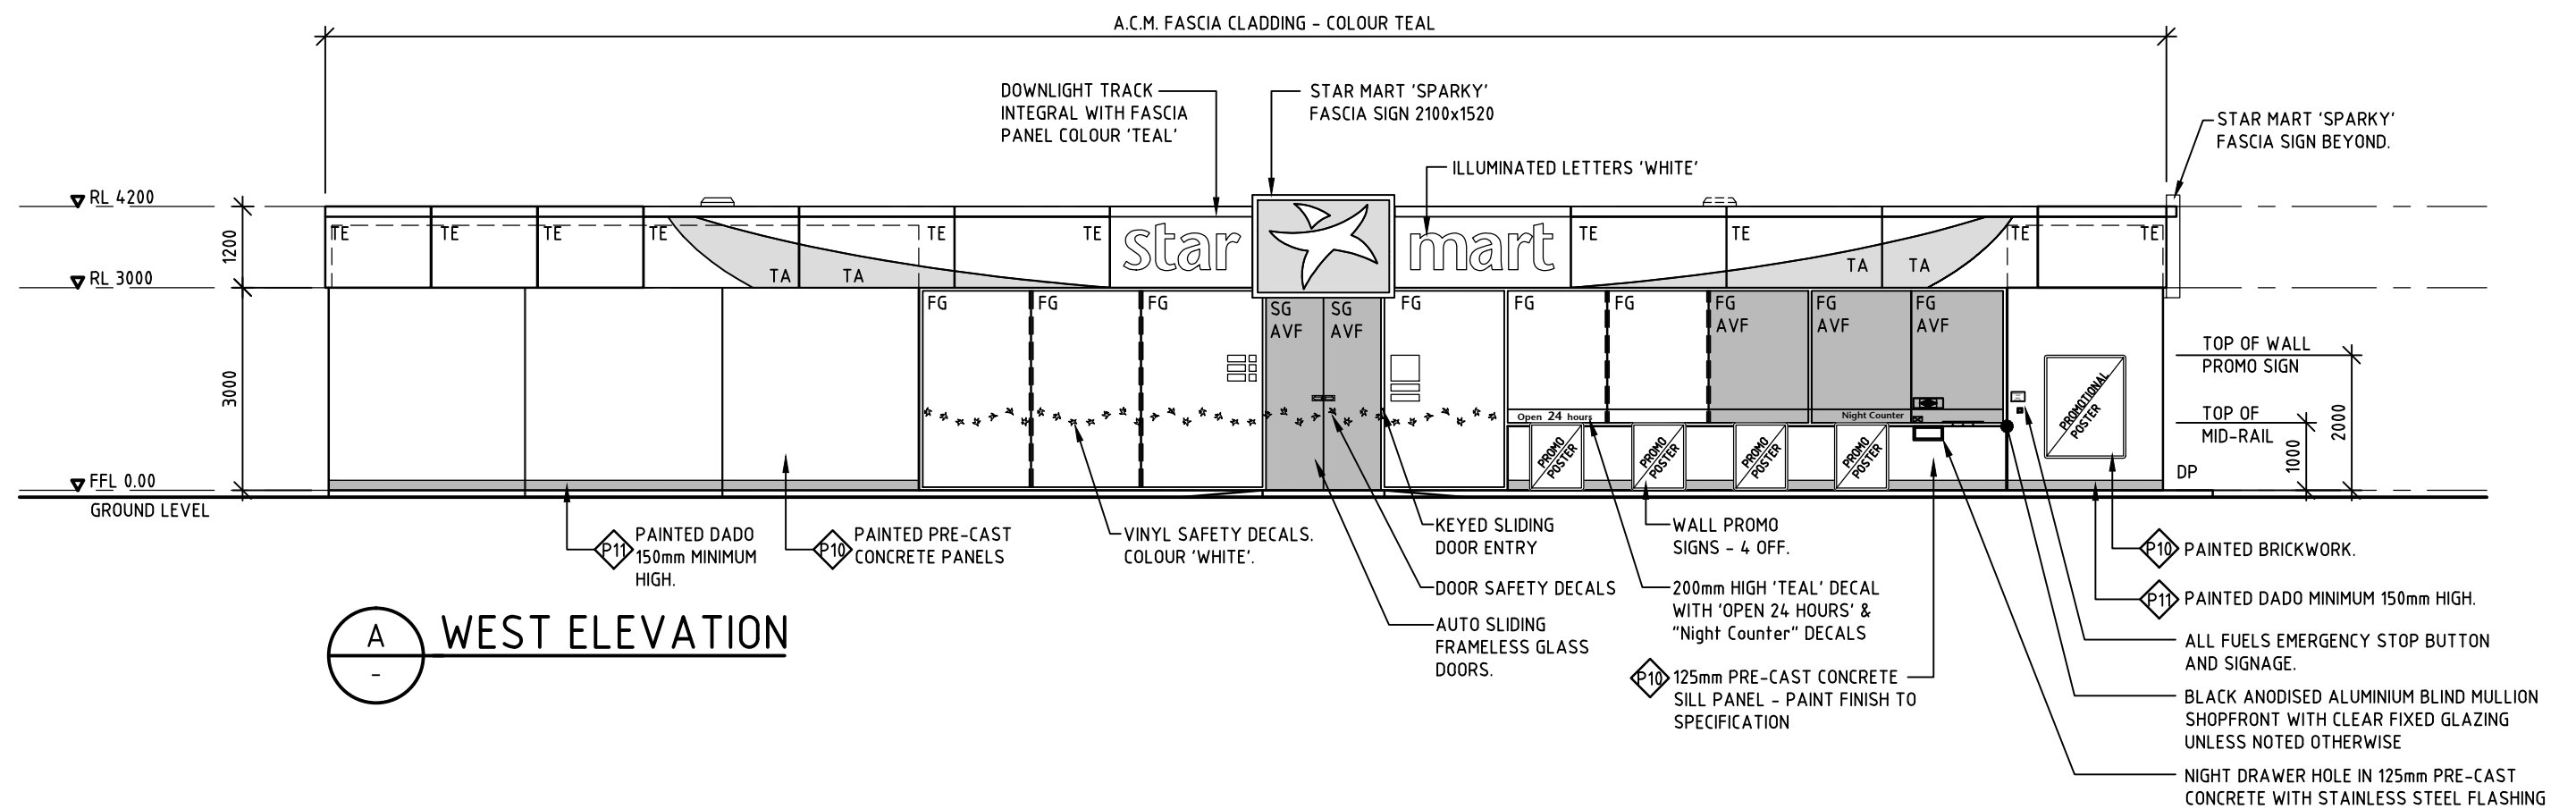 A.C.M. FASCIA CLADDING - COLOUR TEAL
DOWNLIGHT TRACK
INTEGRAL WITH FASCIA
PANEL COLOUR 'TEAL'
STAR MART 'SPARKY'
FASCIA SIGN 2100x1520
ILLUMINATED LETTERS 'WHITE'
STAR MART 'SPARKY'
FASCIA SIGN BEYOND.
RL 4200
1200
RL 3000
3000
FFL 0.00
GROUND LEVEL
TE TE TE TE TE TE
star mart
TE TE TE TE
TA TA TA TA
FG FG FG
SG SG
AVF AVF
FG FG FG
FG FG FG
AVF AVF AVF
Open 24 hours
Night Counter
PROMO
POSTER
PROMO
POSTER
PROMO
POSTER
PROMO
POSTER
PROMOTIONAL
POSTER
TOP OF WALL
PROMO SIGN
TOP OF
MID-RAIL
1000
2000
DP
P11
PAINTED DADO
150mm MINIMUM
HIGH.
P10
PAINTED PRE-CAST
CONCRETE PANELS
VINYL SAFETY DECALS.
COLOUR 'WHITE'.
KEYED SLIDING
DOOR ENTRY
DOOR SAFETY DECALS
AUTO SLIDING
FRAMELESS GLASS
DOORS.
WALL PROMO
SIGNS - 4 OFF.
200mm HIGH 'TEAL' DECAL
WITH 'OPEN 24 HOURS' &
"Night Counter" DECALS
P10
125mm PRE-CAST CONCRETE
SILL PANEL - PAINT FINISH TO
SPECIFICATION
P10
PAINTED BRICKWORK.
P11
PAINTED DADO MINIMUM 150mm HIGH.
ALL FUELS EMERGENCY STOP BUTTON
AND SIGNAGE.
BLACK ANODISED ALUMINIUM BLIND MULLION
SHOPFRONT WITH CLEAR FIXED GLAZING
UNLESS NOTED OTHERWISE
NIGHT DRAWER HOLE IN 125mm PRE-CAST
CONCRETE WITH STAINLESS STEEL FLASHING
A
-
WEST ELEVATION